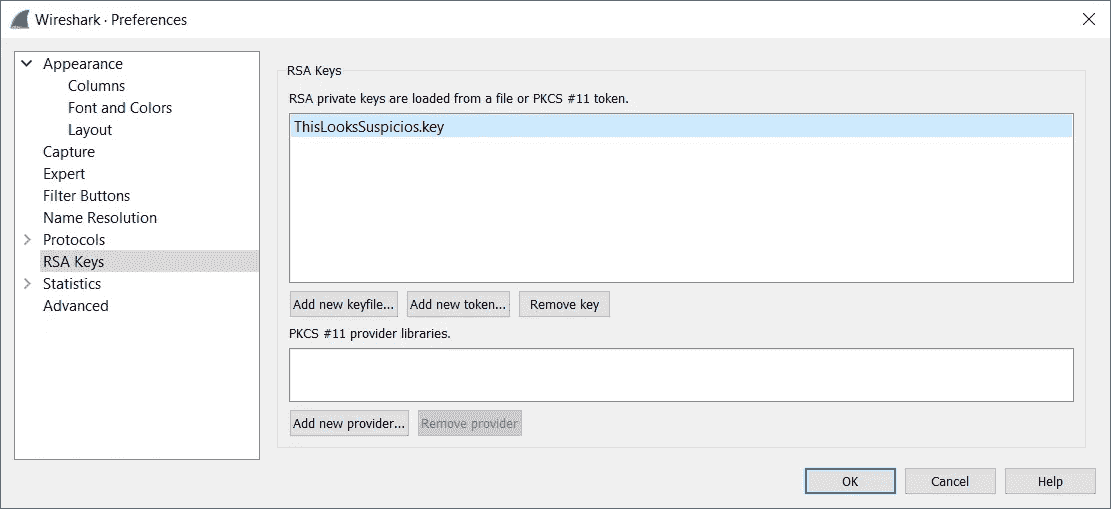 Wireshark · Preferences
Appearance
Columns
Font and Colors
Layout
Capture
Expert
Filter Buttons
Name Resolution
Protocols
RSA Keys
Statistics
Advanced
RSA Keys
RSA private keys are loaded from a file or PKCS #11 token.
ThisLooksSuspicios.key
Add new keyfile... Add new token... Remove key
PKCS #11 provider libraries.
Add new provider... Remove provider
OK Cancel Help